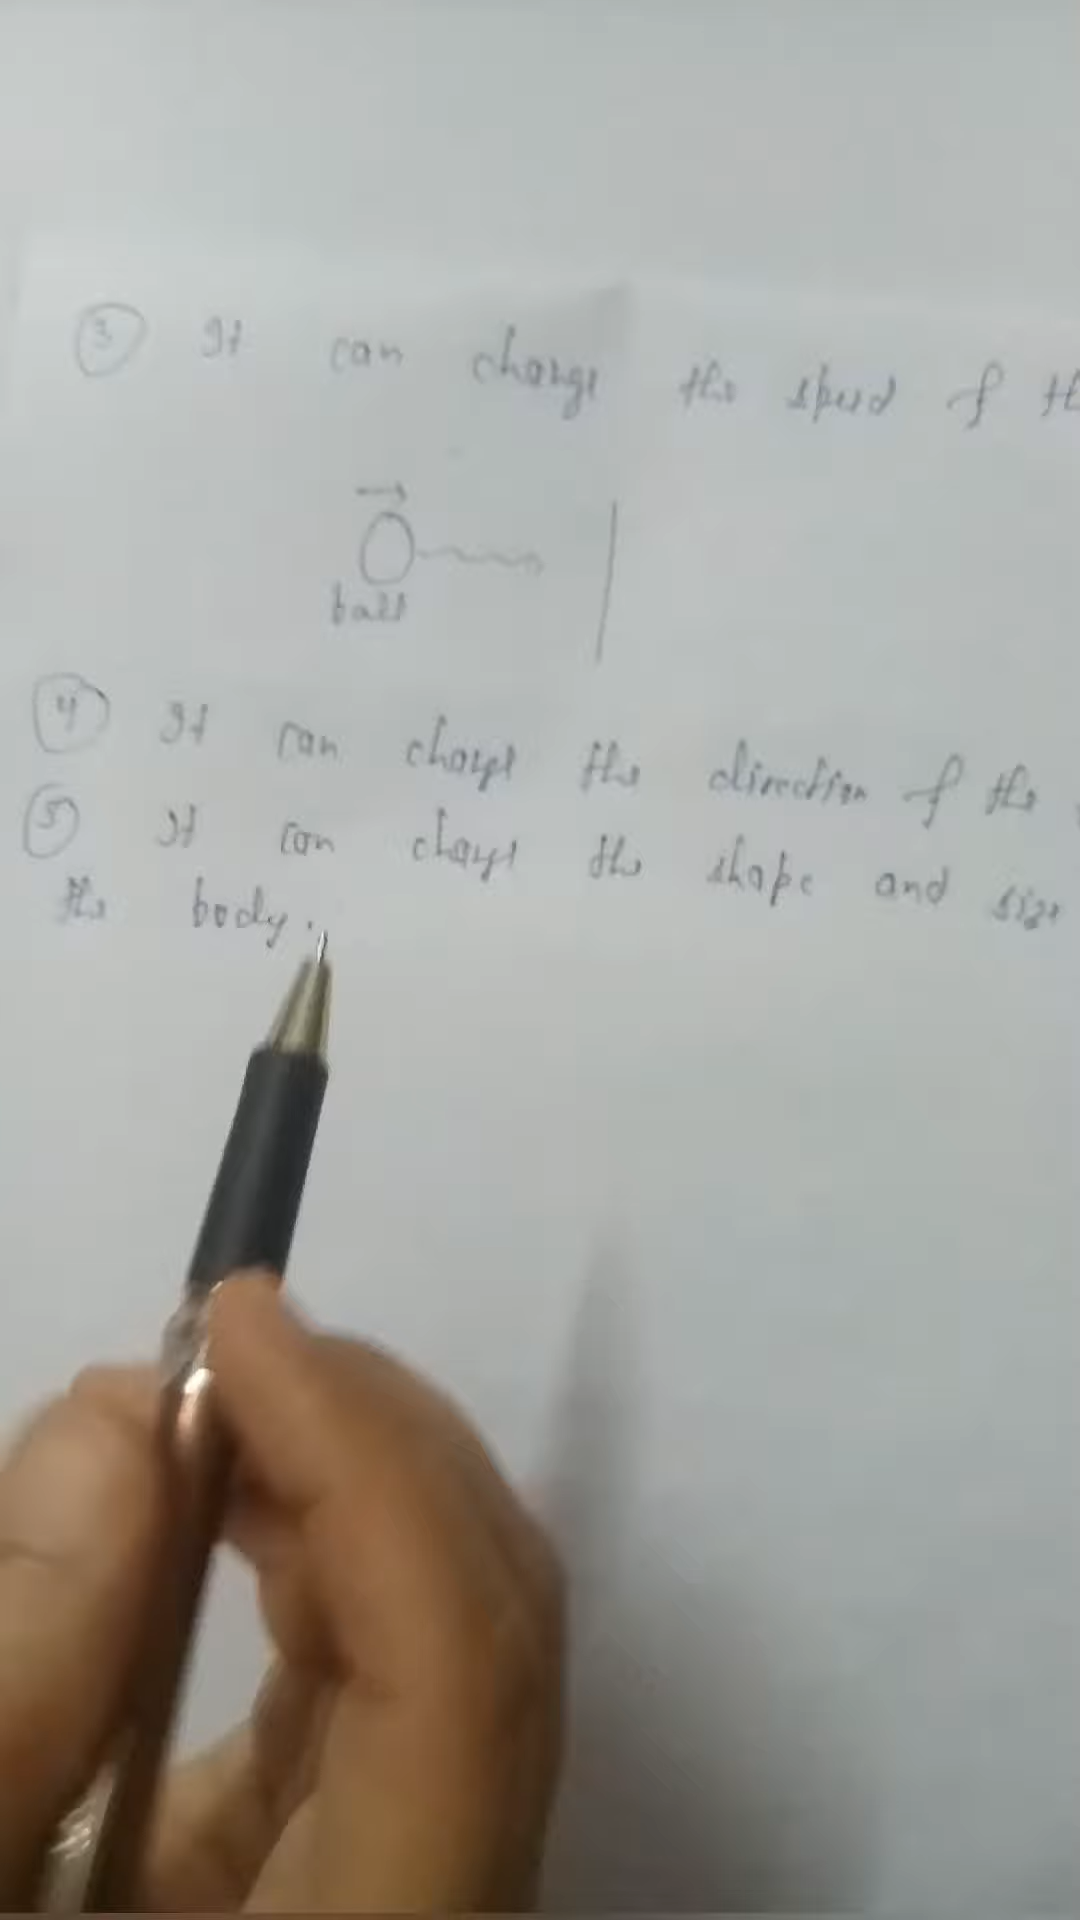 ③ It can change the speed of th
ball
④ It can change the direction of the
⑤ It can change the shape and size
the body.